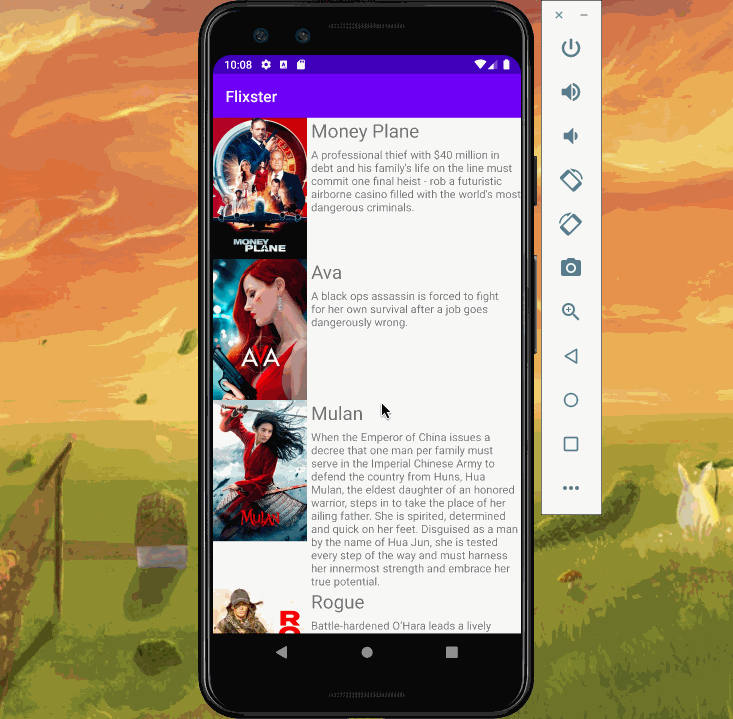 10:08
Flixster
MONEY
PLANE
Money Plane
A professional thief with $40 million in
debt and his family's life on the line must
commit one final heist - rob a futuristic
airborne casino filled with the world's most
dangerous criminals.
AVA
Ava
A black ops assassin is forced to fight
for her own survival after a job goes
dangerously wrong.
MULAN
Mulan
When the Emperor of China issues a
decree that one man per family must
serve in the Imperial Chinese Army to
defend the country from Huns, Hua
Mulan, the eldest daughter of an honored
warrior, steps in to take the place of her
ailing father. She is spirited, determined
and quick on her feet. Disguised as a man
by the name of Hua Jun, she is tested
every step of the way and must harness
her innermost strength and embrace her
true potential.
R
Rogue
Battle-hardened O'Hara leads a lively